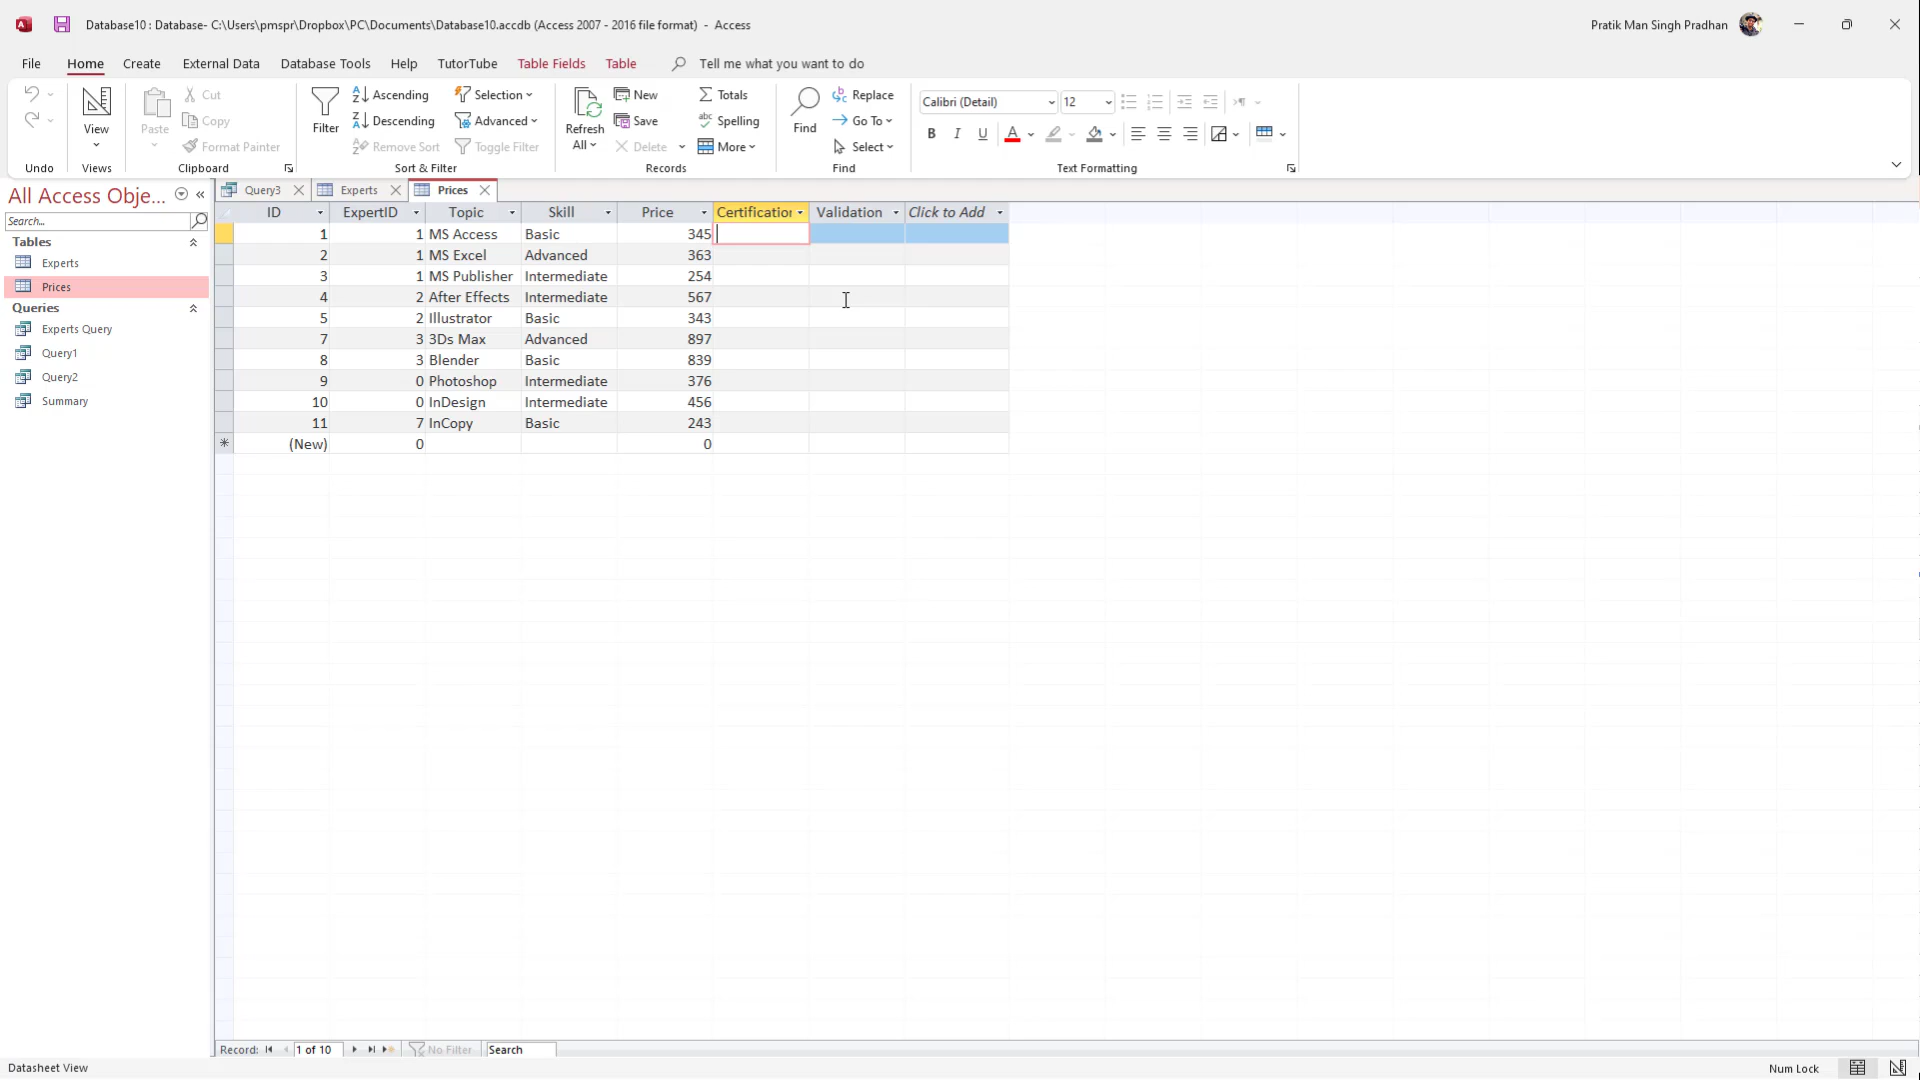 Database10 : Database- C:\Users\pmspr\Dropbox\PC\Documents\Database10.accdb (Access 2007 - 2016 file format) - Access
Pratik Man Singh Pradhan
File Home Create External Data Database Tools Help TutorTube Table Fields Table Tell me what you want to do
Undo
View
Views
Paste
Cut
Copy
Format Painter
Clipboard
Filter
Ascending
Descending
Remove Sort
Selection
Advanced
Toggle Filter
Sort & Filter
Refresh
All
New
Save
Delete
Totals
Spelling
More
Records
Find
Replace
Go To
Select
Find
Calibri (Detail) 12
B I U A
Text Formatting
All Access Obje...
Search...
Tables
Experts
Prices
Queries
Experts Query
Query1
Query2
Summary
Query3 Experts Prices
ID ExpertID Topic Skill Price Certification Validation Click to Add
1 1 MS Access Basic 345
2 1 MS Excel Advanced 363
3 1 MS Publisher Intermediate 254
4 2 After Effects Intermediate 567
5 2 Illustrator Basic 343
7 3 3Ds Max Advanced 897
8 3 Blender Basic 839
9 0 Photoshop Intermediate 376
10 0 InDesign Intermediate 456
11 7 InCopy Basic 243
* (New) 0 0
Record: 1 of 10 No Filter Search
Datasheet View
Num Lock